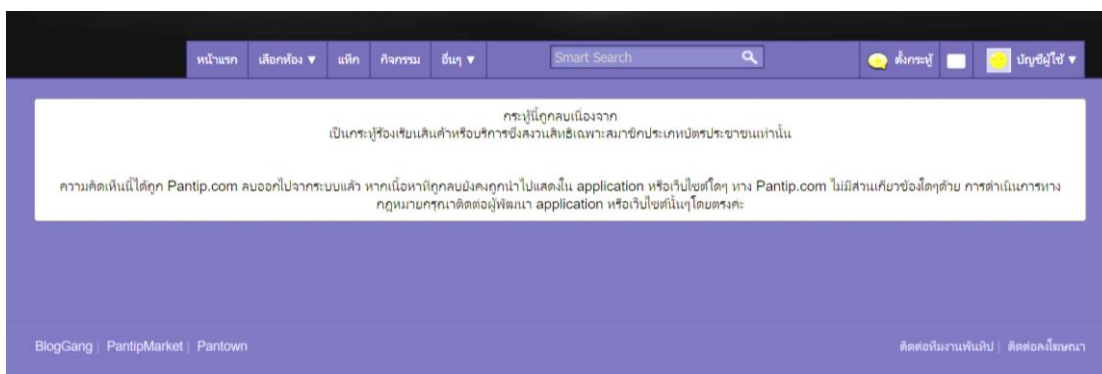 หน้าแรก เลือกห้อง ▼ แท็ก กิจกรรม อื่นๆ ▼ Smart Search ตั้งกระทู้ บัญชีผู้ใช้ ▼
กระทู้นี้ถูกลบเนื่องจาก
เป็นกระทู้ร้องเรียนสินค้าหรือบริการซึ่งสงวนสิทธิเฉพาะสมาชิกประเภทบัตรประชาชนเท่านั้น
ความคิดเห็นนี้ได้ถูก Pantip.com ลบออกไปจากระบบแล้ว หากเนื้อหาที่ถูกลบยังคงถูกนำไปแสดงใน application หรือเว็บไซต์ใดๆ ทาง Pantip.com ไม่มีส่วนเกี่ยวข้องใดๆด้วย การดำเนินการทาง
กฎหมายกรุณาติดต่อผู้พัฒนา application หรือเว็บไซต์นั้นๆโดยตรงค่ะ
BlogGang | PantipMarket | Pantown ติดต่อทีมงานพันทิป | ติดต่อลงโฆษณา